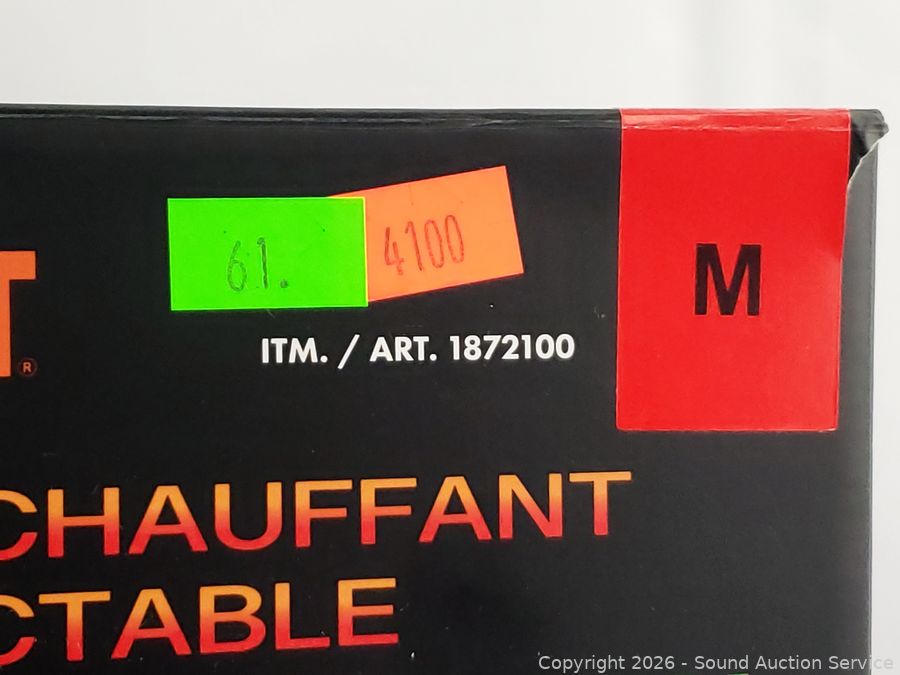 61.
4100
M
T®
ITM. / ART. 1872100
CHAUFFANT
CTABLE
Copyright 2026 - Sound Auction Service